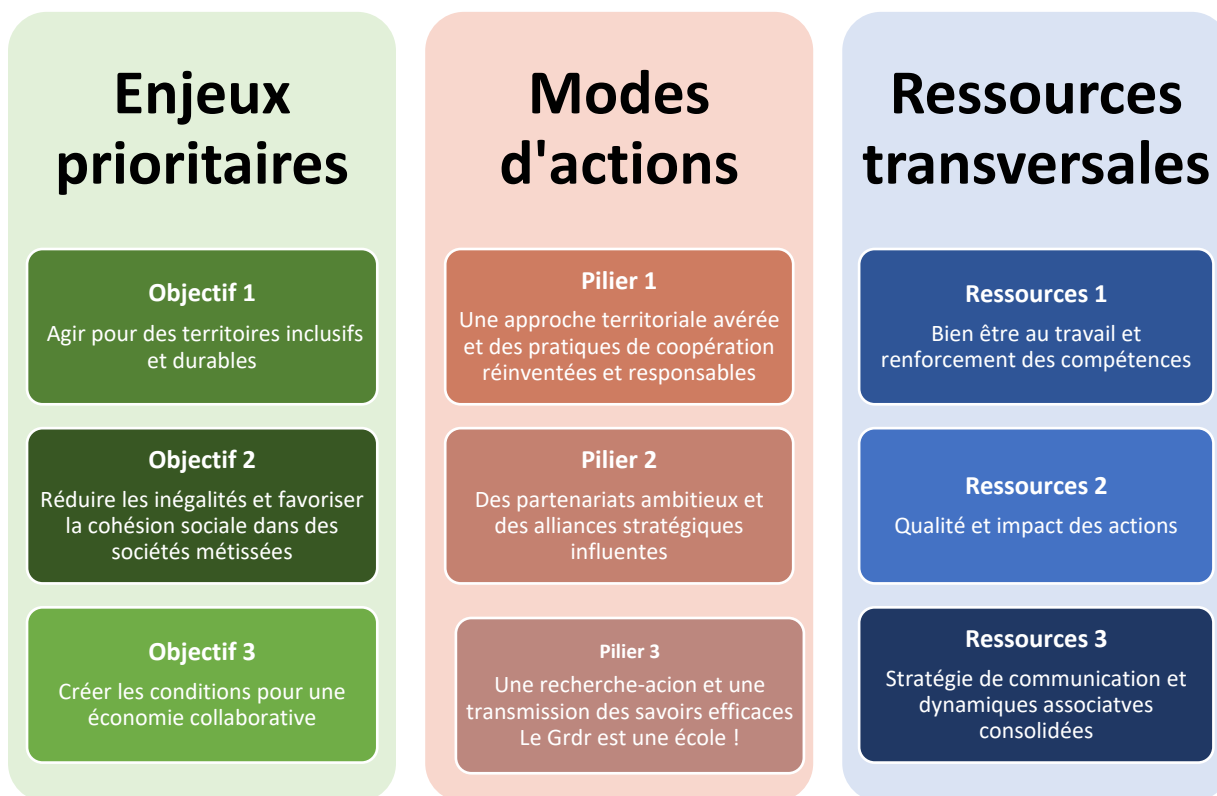 Enjeux
prioritaires
Objectif 1
Agir pour des territoires inclusifs
et durables
Objectif 2
Réduire les inégalités et favoriser
la cohésion sociale dans des
sociétés métissées
Objectif 3
Créer les conditions pour une
économie collaborative
Modes
d'actions
Pilier 1
Une approche territoriale avérée
et des pratiques de coopération
réinventées et responsables
Pilier 2
Des partenariats ambitieux et
des alliances stratégiques
influentes
Pilier 3
Une recherche-acion et une
transmission des savoirs efficaces
Le Grdr est une école !
Ressources
transversales
Ressources 1
Bien être au travail et
renforcement des compétences
Ressources 2
Qualité et impact des actions
Ressources 3
Stratégie de communication et
dynamiques associatves
consolidées